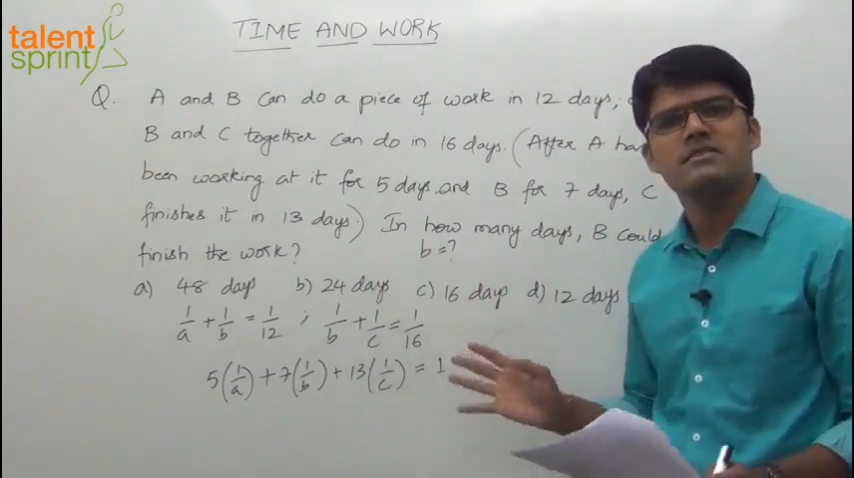 talent
sprint
TIME AND WORK
Q. A and B can do a piece of work in 12 days,
B and C together can do in 16 days. (After A has
been working at it for 5 days and B for 7 days, C
finishes it in 13 days.) In how many days, B could
finish the work? b = ?
a) 48 days b) 24 days c) 16 days d) 12 days
1/a + 1/b = 1/12 ; 1/b + 1/c = 1/16
5(1/a) + 7(1/b) + 13(1/c) = 1